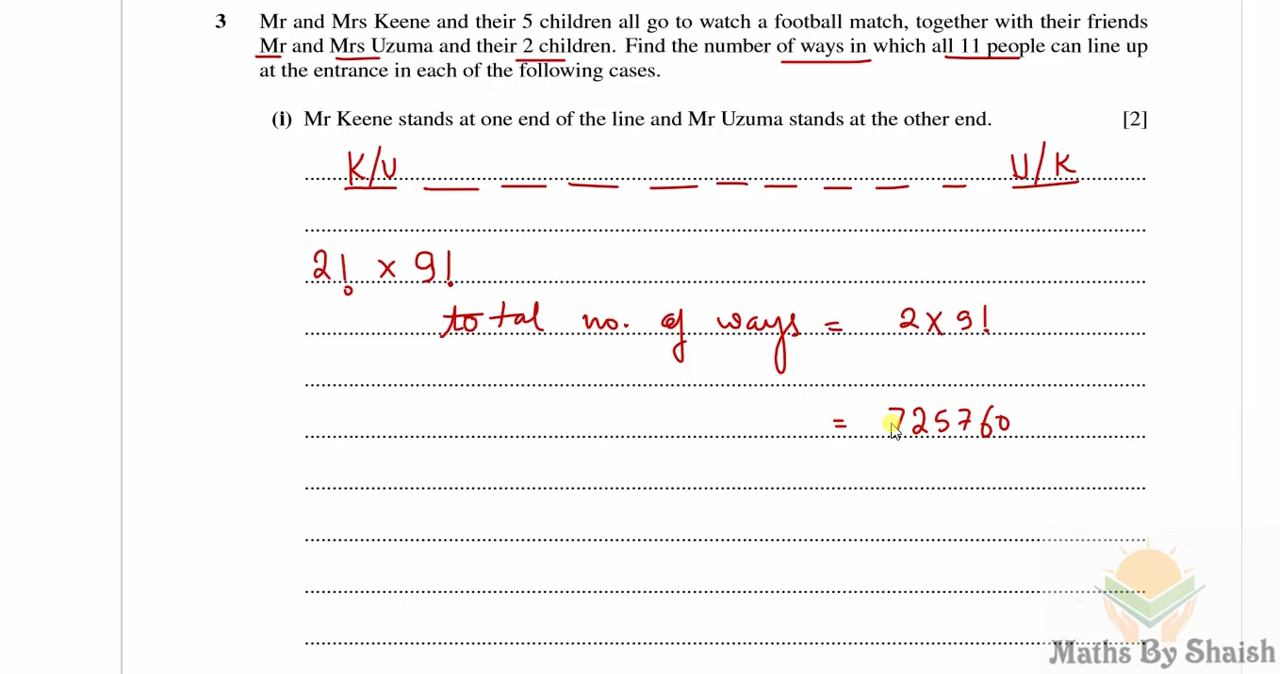 3 Mr and Mrs Keene and their 5 children all go to watch a football match, together with their friends
Mr and Mrs Uzuma and their 2 children. Find the number of ways in which all 11 people can line up
at the entrance in each of the following cases.
(i) Mr Keene stands at one end of the line and Mr Uzuma stands at the other end. [2]
K/U U/K
2! × 9!
total no. of ways = 2 × 9!
= 725760
Maths By Shaish